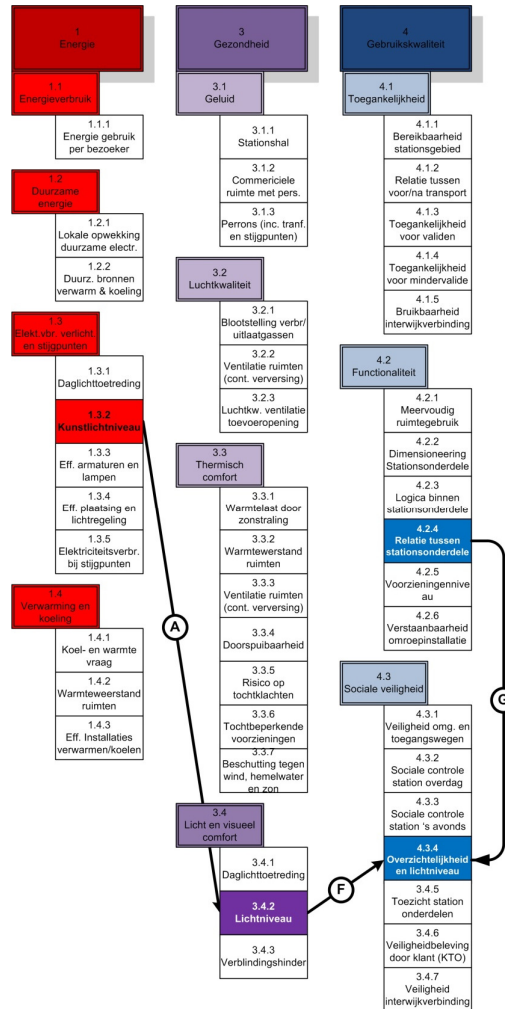 1
Energie
1.1
Energieverbruik
1.1.1
Energie gebruik
per bezoeker
1.2
Duurzame
energie
1.2.1
Lokale opwekking
duurzame electr.
1.2.2
Duurz. bronnen
verwarm & koeling
1.3
Elekt.vbr. verlicht.
en stijgpunten
1.3.1
Daglichttoetreding
1.3.2
Kunstlichtniveau
1.3.3
Eff. armaturen en
lampen
1.3.4
Eff. plaatsing en
lichtregeling
1.3.5
Elektriciteitsverbr.
bij stijgpunten
1.4
Verwarming en
koeling
1.4.1
Koel- en warmte
vraag
1.4.2
Warmteweerstand
ruimten
1.4.3
Eff. Installaties
verwarmen/koelen
A
3
Gezondheid
3.1
Geluid
3.1.1
Stationshal
3.1.2
Commericiele
ruimte met pers.
3.1.3
Perrons (inc. tranf.
en stijgpunten)
3.2
Luchtkwaliteit
3.2.1
Blootstelling verbr/
uitlaatgassen
3.2.2
Ventilatie ruimten
(cont. verversing)
3.2.3
Luchtkw. ventilatie
toevoeropening
3.3
Thermisch
comfort
3.3.1
Warmtelast door
zonstraling
3.3.2
Warmtewerstand
ruimten
3.3.3
Ventilatie ruimten
(cont. verversing)
3.3.4
Doorspuibaarheid
3.3.5
Risico op
tochtklachten
3.3.6
Tochtbeperkende
voorzieningen
3.3.7
Beschutting tegen
wind, hemelwater
en zon
3.4
Licht en visueel
comfort
3.4.1
Daglichttoetreding
3.4.2
Lichtniveau
3.4.3
Verblindingshinder
F
4
Gebruikskwaliteit
4.1
Toegankelijkheid
4.1.1
Bereikbaarheid
stationsgebied
4.1.2
Relatie tussen
voor/na transport
4.1.3
Toegankelijkheid
voor validen
4.1.4
Toegankelijkheid
voor mindervalide
4.1.5
Bruikbaarheid
interwijkverbinding
4.2
Functionaliteit
4.2.1
Meervoudig
ruimtegebruik
4.2.2
Dimensioneering
Stationsonderdele
4.2.3
Logica binnen
stationsonderdele
4.2.4
Relatie tussen
stationsonderdele
4.2.5
Voorzieningenniv
eau
4.2.6
Verstaanbaarheid
omroepinstallatie
4.3
Sociale veiligheid
4.3.1
Veiligheid omg. en
toegangswegen
4.3.2
Sociale controle
station overdag
4.3.3
Sociale controle
station 's avonds
4.3.4
Overzichtelijkheid
en lichtniveau
4.3.5
Toezicht station
onderdelen
4.3.6
Veiligheidbeleving
door klant (KTO)
4.3.7
Veiligheid
interwijkverbinding
G